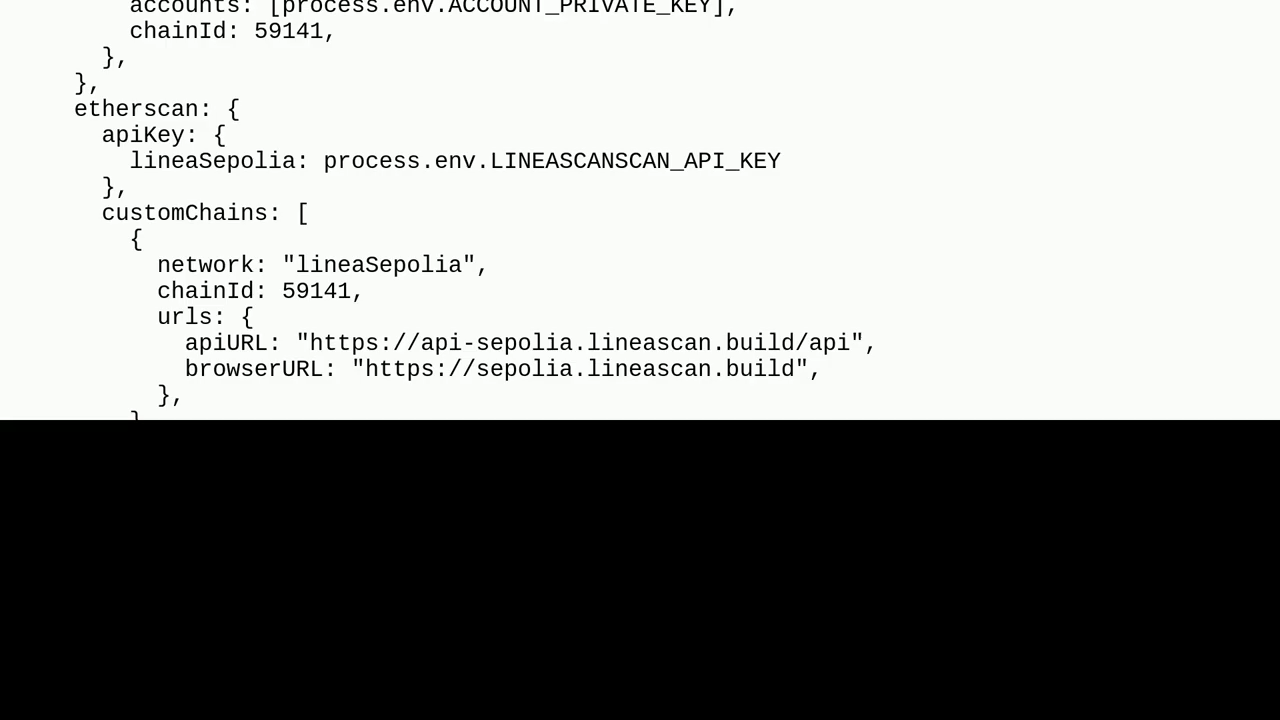 accounts: [process.env.ACCOUNT_PRIVATE_KEY],
chainId: 59141,
},
},
etherscan: {
apiKey: {
lineaSepolia: process.env.LINEASCANSCAN_API_KEY
},
customChains: [
{
network: "lineaSepolia",
chainId: 59141,
urls: {
apiURL: "https://api-sepolia.lineascan.build/api",
browserURL: "https://sepolia.lineascan.build",
},
}